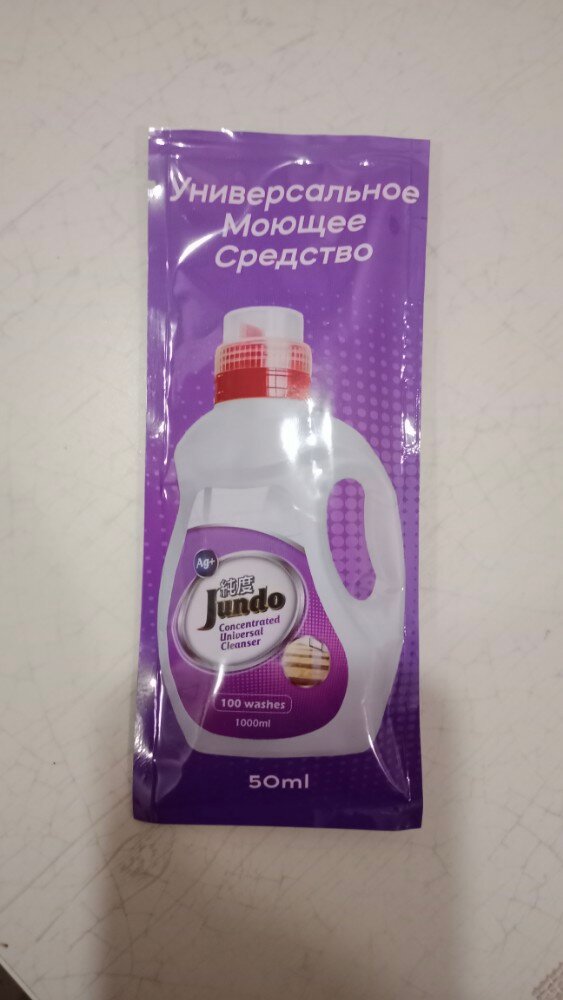 Универсальное
Моющее
Средство
Ag+
純度
Jundo
Concentrated
Universal
Cleanser
100 washes
1000ml
50ml